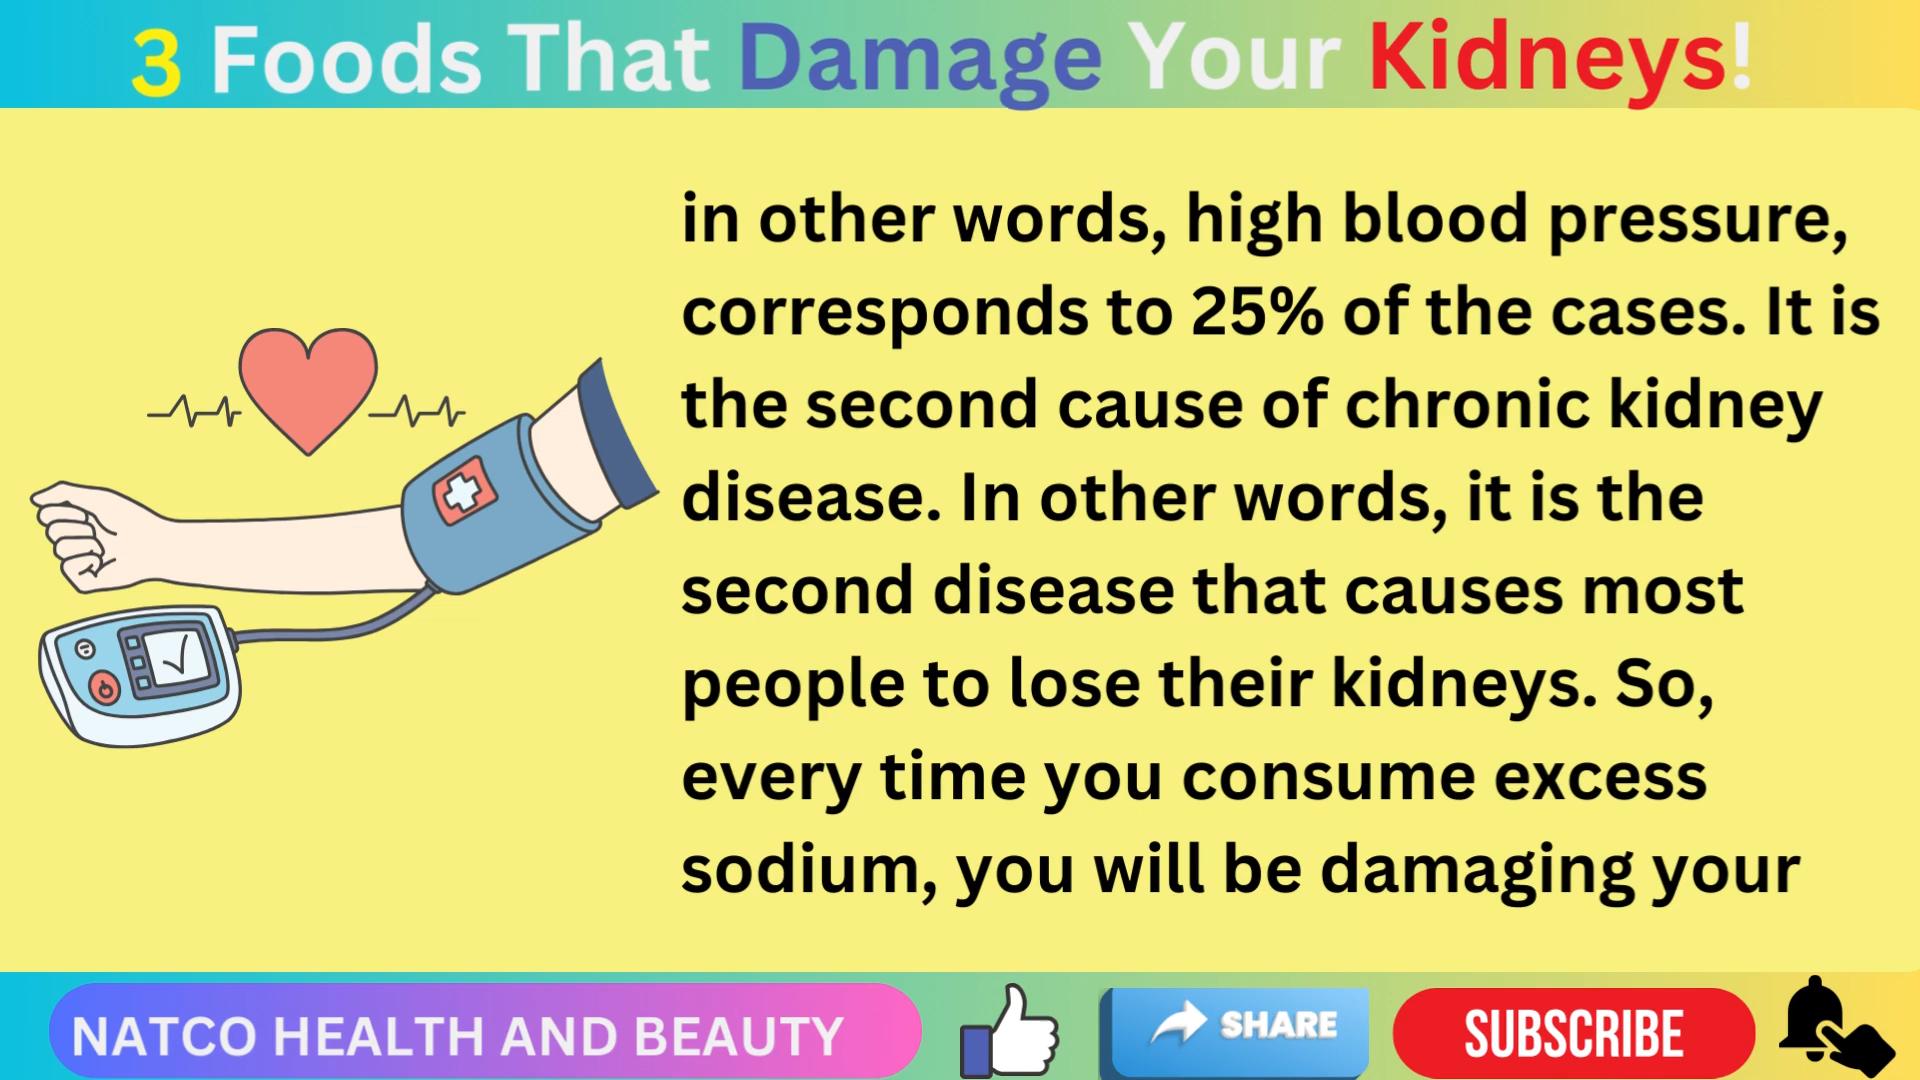 3 Foods That Damage Your Kidneys!
in other words, high blood pressure,
corresponds to 25% of the cases. It is
the second cause of chronic kidney
disease. In other words, it is the
second disease that causes most
people to lose their kidneys. So,
every time you consume excess
sodium, you will be damaging your
NATCO HEALTH AND BEAUTY
SHARE
SUBSCRIBE